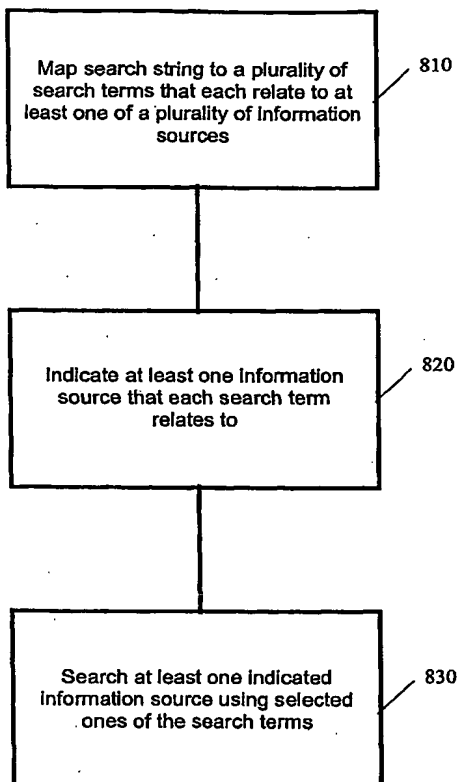 Map search string to a plurality of
search terms that each relate to at
least one of a plurality of information
sources
810
Indicate at least one information
source that each search term
relates to
820
Search at least one indicated
information source using selected
ones of the search terms
830